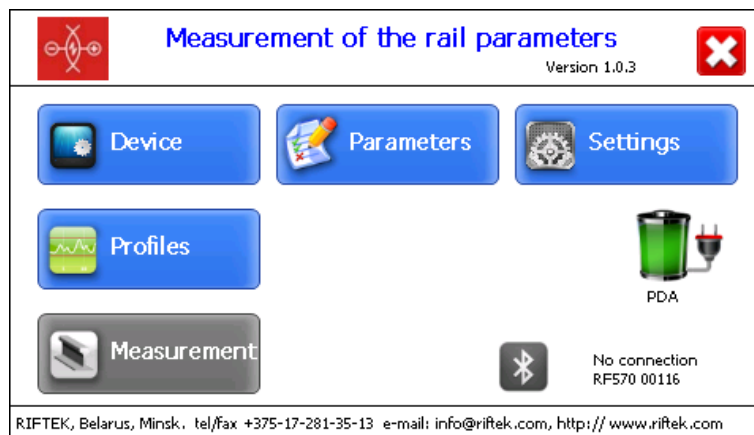 Measurement of the rail parameters
Version 1.0.3
Device
Parameters
Settings
Profiles
PDA
Measurement
No connection
RF570 00116
RIFTEK, Belarus, Minsk. tel/fax +375-17-281-35-13 e-mail: info@riftek.com, http:// www.riftek.com